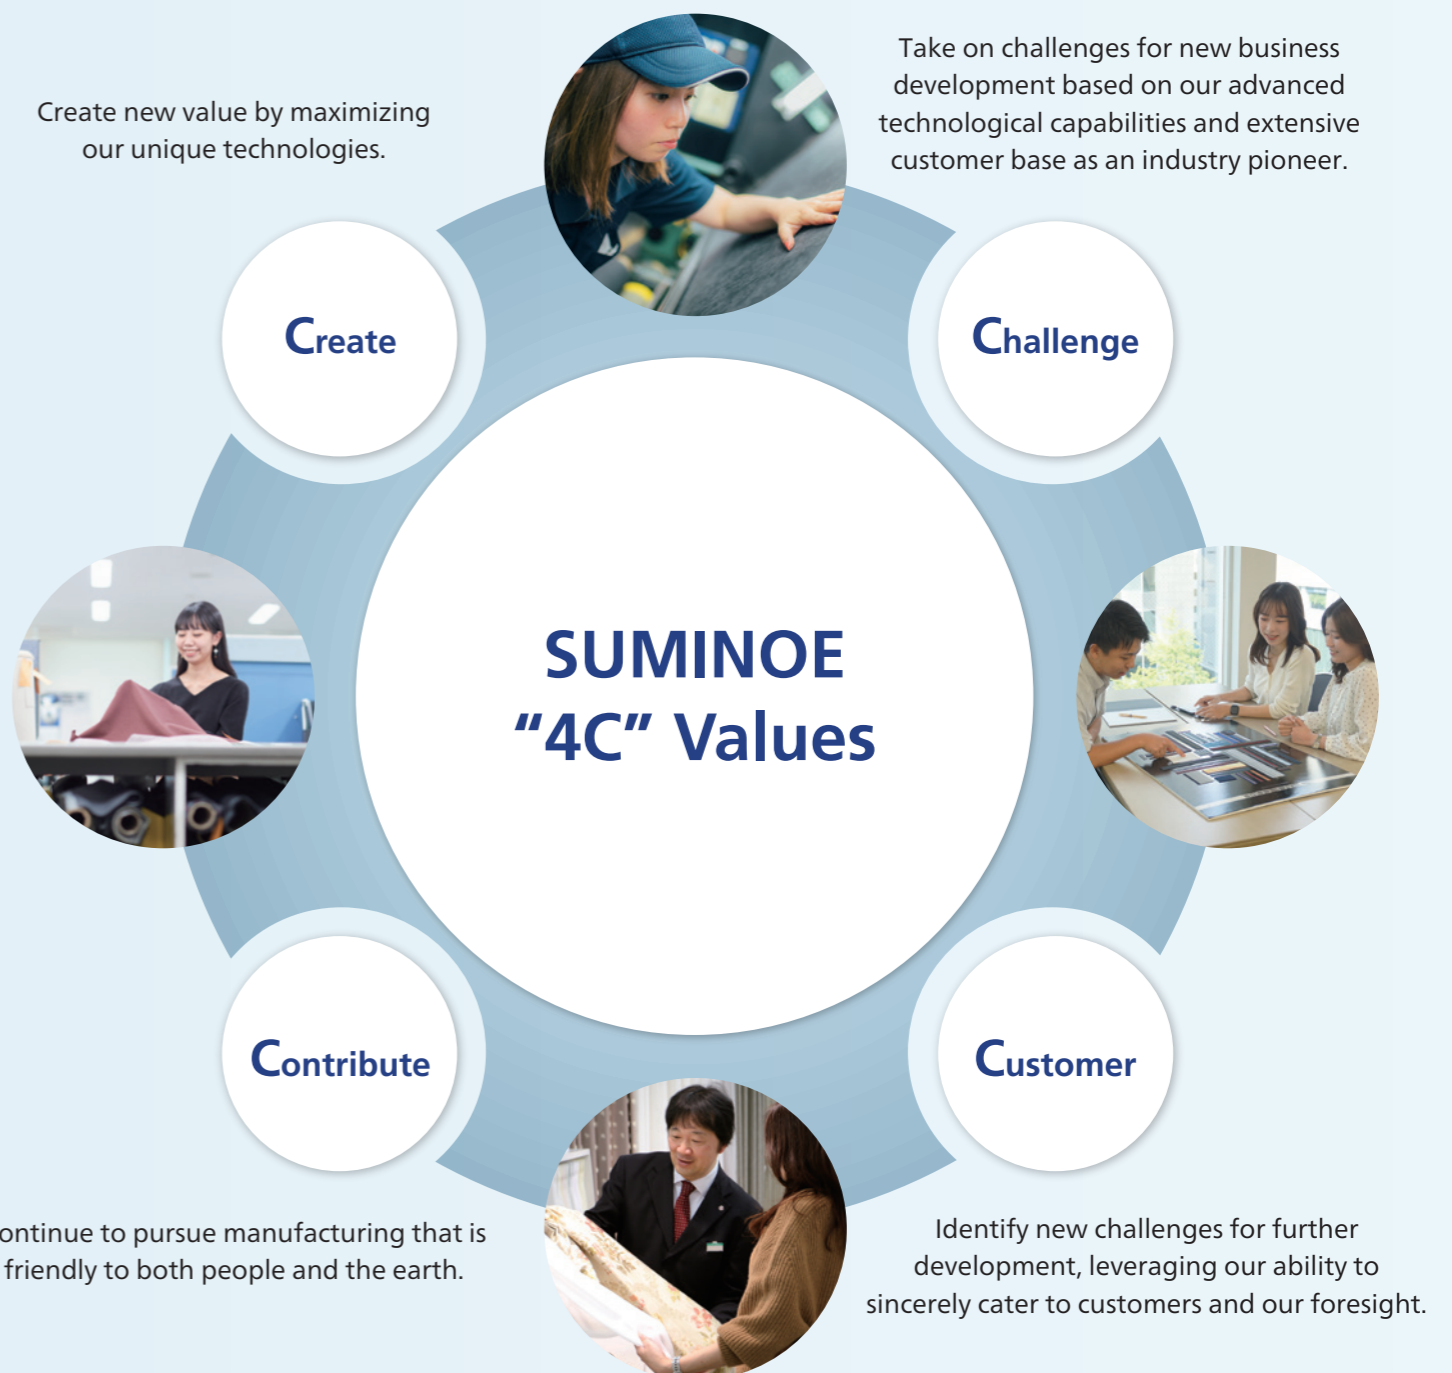 Create new value by maximizing
our unique technologies.
Take on challenges for new business
development based on our advanced
technological capabilities and extensive
customer base as an industry pioneer.
Create
Challenge
SUMINOE
“4C” Values
Contribute
Customer
ontinue to pursue manufacturing that is
friendly to both people and the earth.
Identify new challenges for further
development, leveraging our ability to
sincerely cater to customers and our foresight.